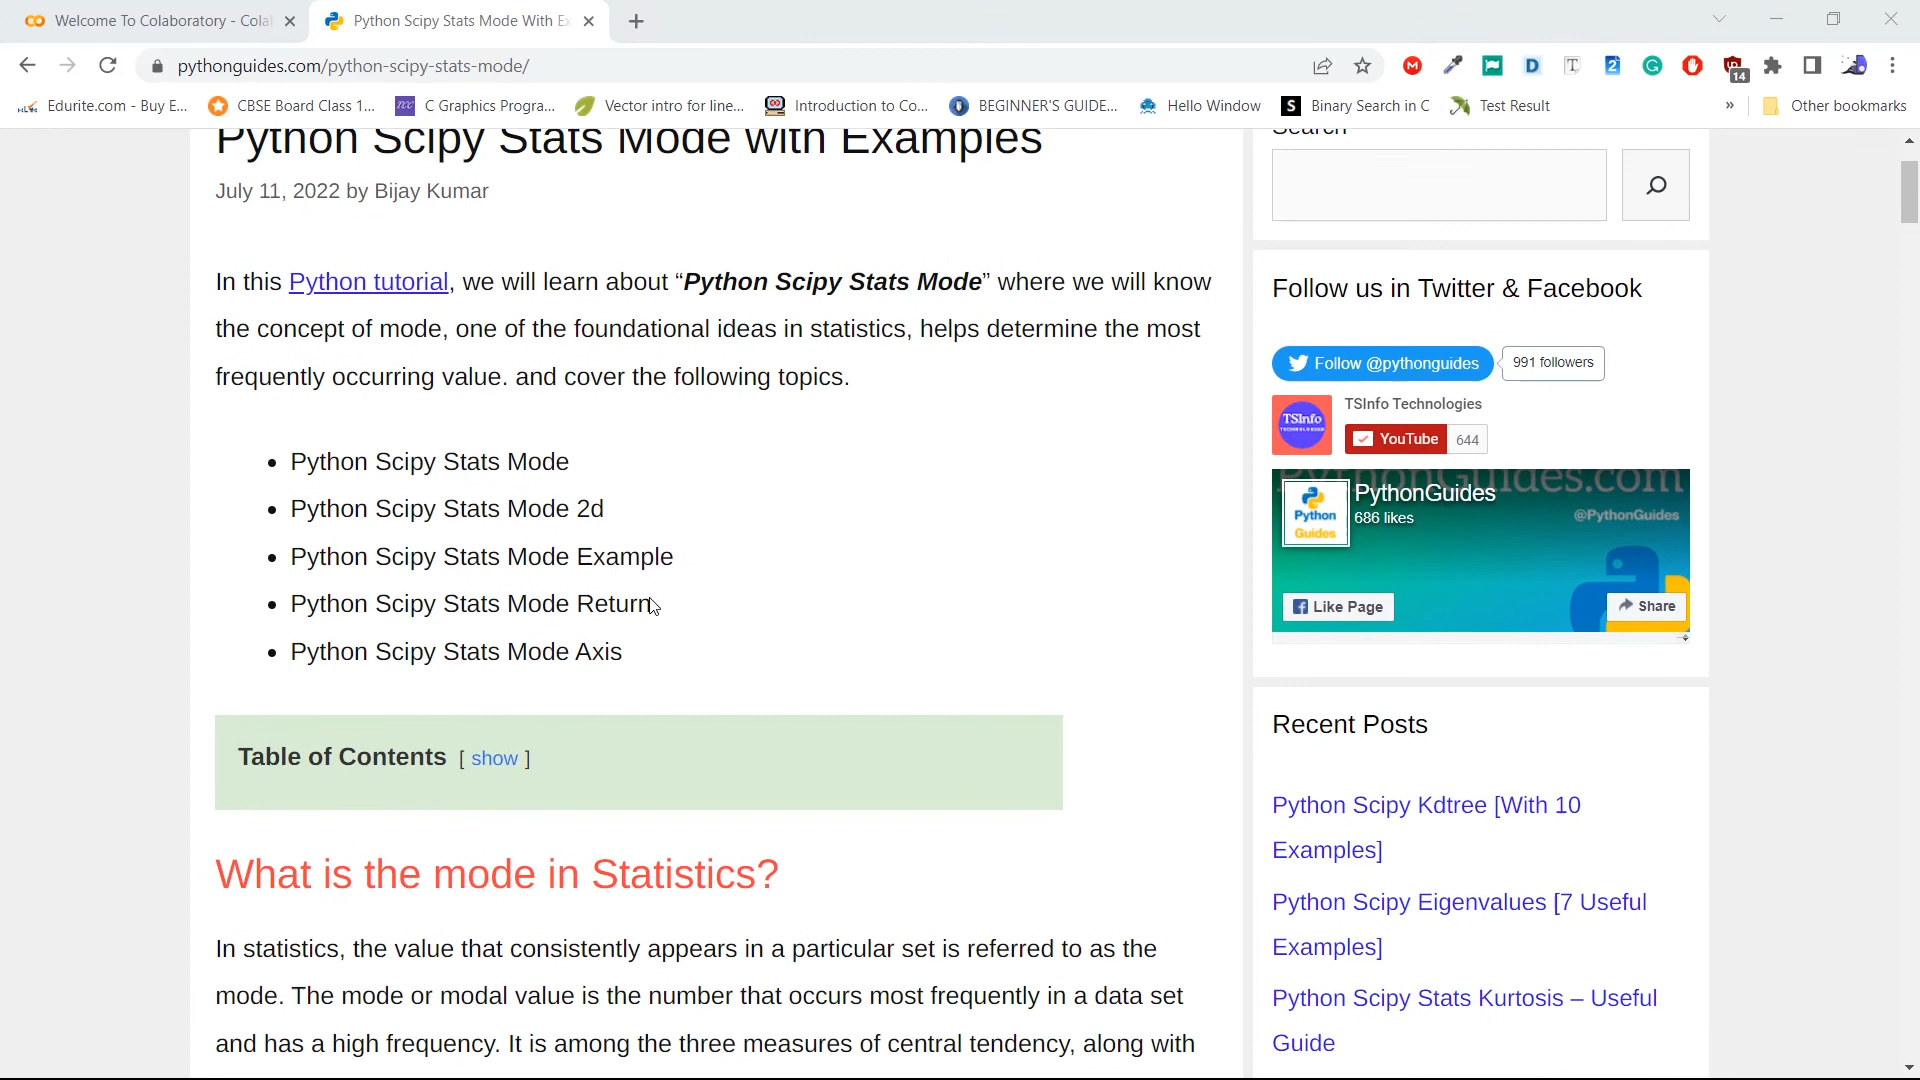 Welcome To Colaboratory - Cola
Python Scipy Stats Mode With Ex
pythonguides.com/python-scipy-stats-mode/
14
Edurite.com - Buy E...
CBSE Board Class 1...
C Graphics Progra...
Vector intro for line...
Introduction to Co...
BEGINNER'S GUIDE...
Hello Window
Binary Search in C
Test Result
»
Other bookmarks
Python Scipy Stats Mode with Examples
July 11, 2022 by Bijay Kumar
In this Python tutorial, we will learn about “Python Scipy Stats Mode” where we will know
the concept of mode, one of the foundational ideas in statistics, helps determine the most
frequently occurring value. and cover the following topics.
• Python Scipy Stats Mode
• Python Scipy Stats Mode 2d
• Python Scipy Stats Mode Example
• Python Scipy Stats Mode Return
• Python Scipy Stats Mode Axis
Table of Contents [ show ]
What is the mode in Statistics?
In statistics, the value that consistently appears in a particular set is referred to as the
mode. The mode or modal value is the number that occurs most frequently in a data set
and has a high frequency. It is among the three measures of central tendency, along with
Search
Follow us in Twitter & Facebook
Follow @pythonguides
991 followers
TSInfo Technologies
TSInfo
YouTube
644
PythonGuides.com
PythonGuides
686 likes
@PythonGuides
Python
Guides
Like Page
Share
Recent Posts
Python Scipy Kdtree [With 10
Examples]
Python Scipy Eigenvalues [7 Useful
Examples]
Python Scipy Stats Kurtosis – Useful
Guide